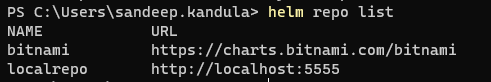 PS C:\Users\sandeep.kandula> helm repo list
NAME URL
bitnami https://charts.bitnami.com/bitnami
localrepo http://localhost:5555